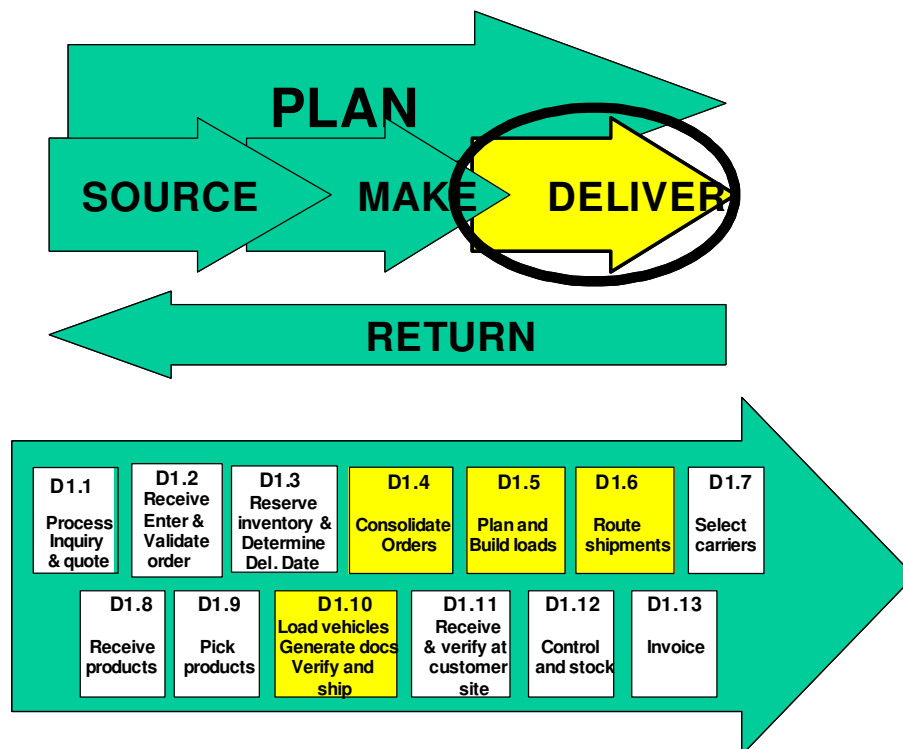 PLAN
SOURCE
MAKE
DELIVER
RETURN
D1.1
Process
Inquiry
& quote
D1.2
Receive
Enter &
Validate
order
D1.3
Reserve
inventory &
Determine
Del. Date
D1.4
Consolidate
Orders
D1.5
Plan and
Build loads
D1.6
Route
shipments
D1.7
Select
carriers
D1.8
Receive
products
D1.9
Pick
products
D1.10
Load vehicles
Generate docs
Verify and
ship
D1.11
Receive
& verify at
customer
site
D1.12
Control
and stock
D1.13
Invoice